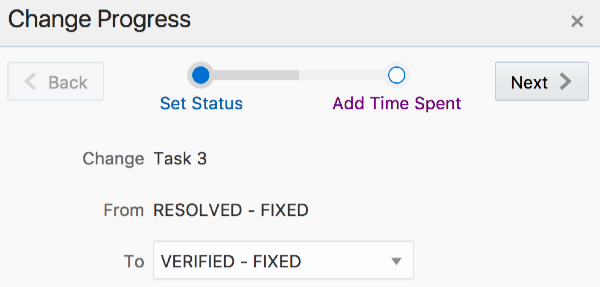 Change Progress
Back
Next
Set Status
Add Time Spent
Change Task 3
From RESOLVED - FIXED
To VERIFIED - FIXED